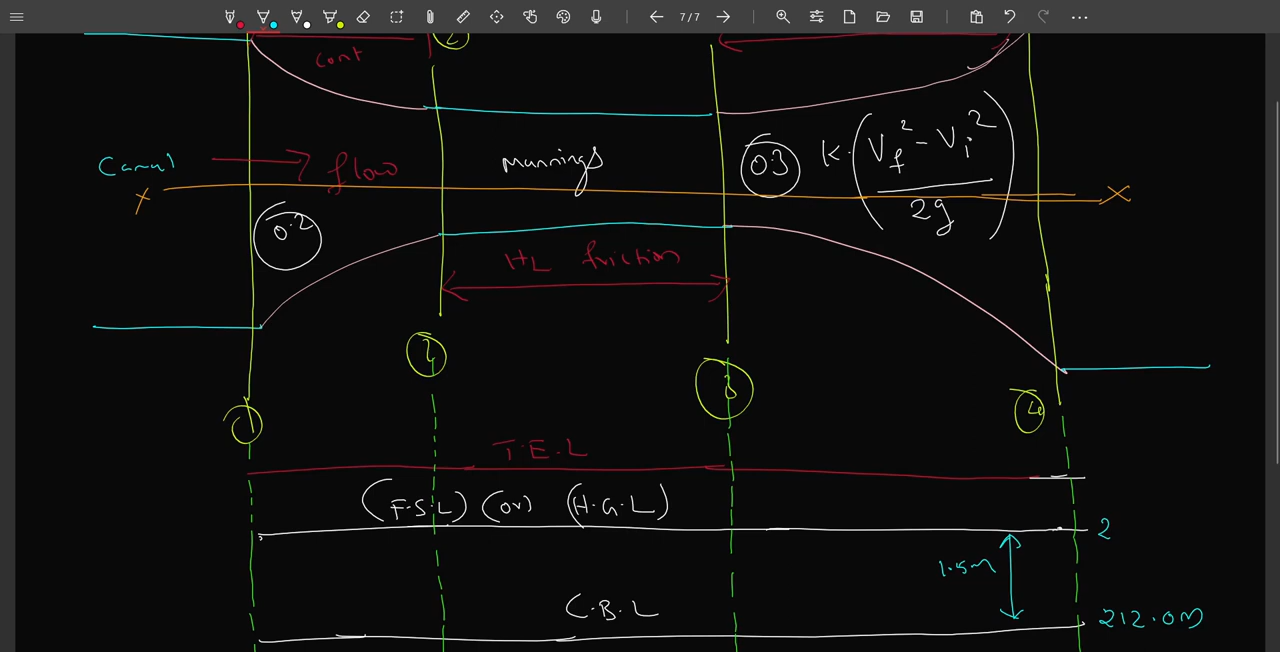 7 / 7
cont
2
Canal
flow
Mannings
0.3
K. (Vf² - Vi² / 2g)
X
X
0.2
HL friction
2
3
1
4
T.E.L
(F.S.L) (or) (H.G.L)
2
1.5m
C.B.L
212.0m